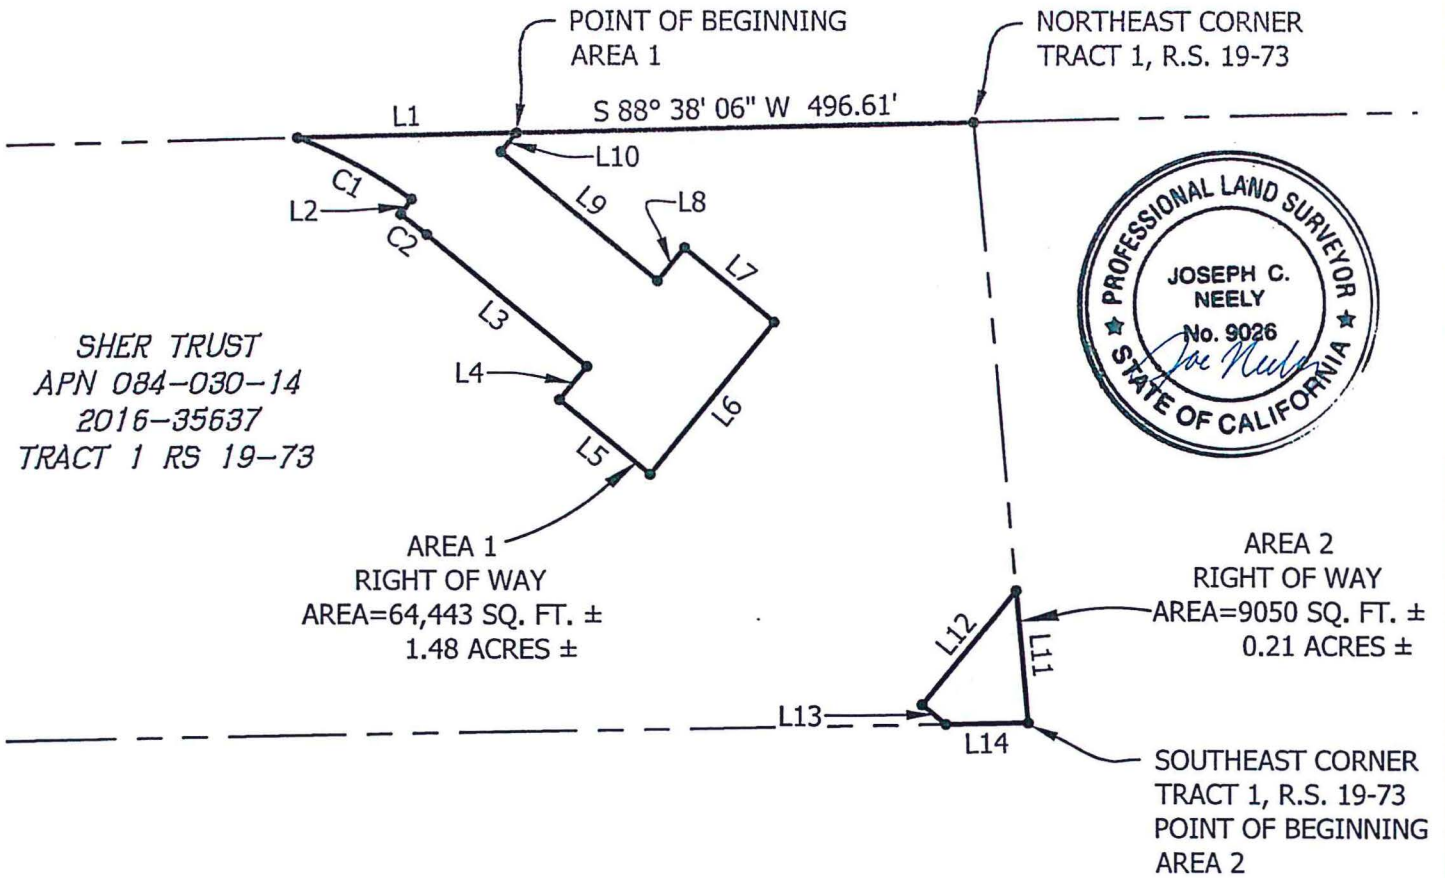 POINT OF BEGINNING
AREA 1
NORTHEAST CORNER
TRACT 1, R.S. 19-73
L1
S 88° 38' 06" W 496.61'
L10
C1
L2
C2
L9
L8
L7
L3
L4
L6
L5
SHER TRUST
APN 084-030-14
2016-35637
TRACT 1 RS 19-73
PROFESSIONAL LAND SURVEYOR
JOSEPH C.
NEELY
No. 9026
Joe Neely
STATE OF CALIFORNIA
AREA 1
RIGHT OF WAY
AREA=64,443 SQ. FT. ±
1.48 ACRES ±
AREA 2
RIGHT OF WAY
AREA=9050 SQ. FT. ±
0.21 ACRES ±
L12
L11
L13
L14
SOUTHEAST CORNER
TRACT 1, R.S. 19-73
POINT OF BEGINNING
AREA 2